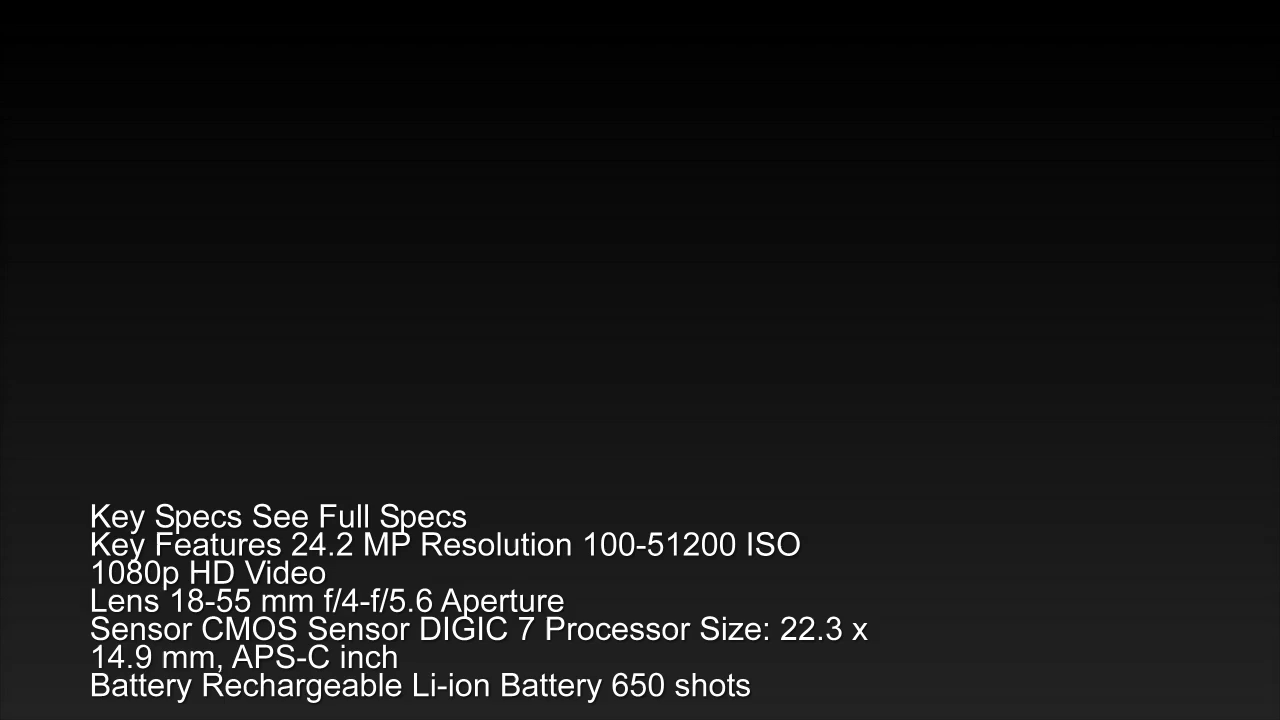 Key Specs See Full Specs
Key Features 24.2 MP Resolution 100-51200 ISO
1080p HD Video
Lens 18-55 mm f/4-f/5.6 Aperture
Sensor CMOS Sensor DIGIC 7 Processor Size: 22.3 x
14.9 mm, APS-C inch
Battery Rechargeable Li-ion Battery 650 shots